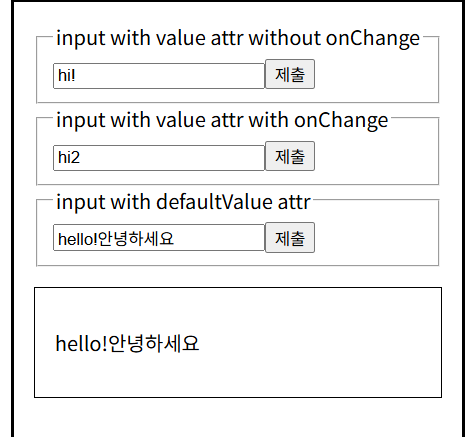 input with value attr without onChange
hi!
제출
input with value attr with onChange
hi2
제출
input with defaultValue attr
hello!안녕하세요
제출
hello!안녕하세요